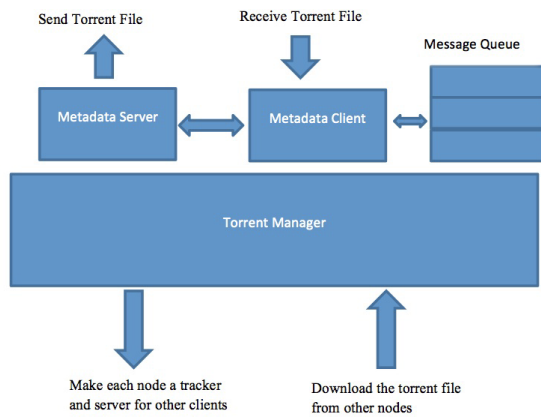 Send Torrent File
Receive Torrent File
Message Queue
Metadata Server
Metadata Client
Torrent Manager
Make each node a tracker
and server for other clients
Download the torrent file
from other nodes